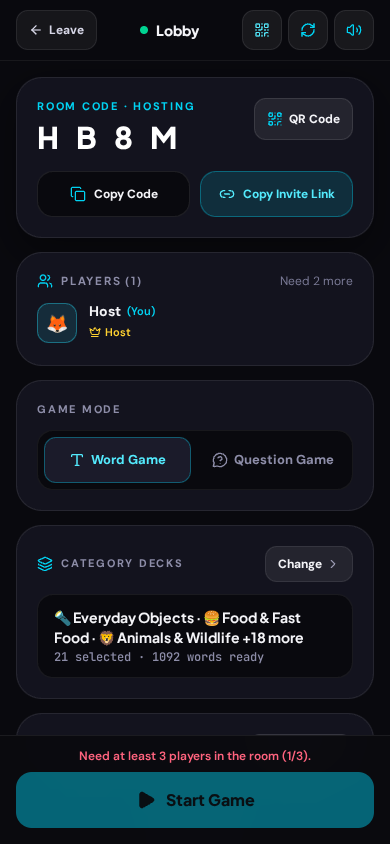 Leave
Lobby
ROOM CODE · HOSTING
H B 8 M
QR Code
Copy Code
Copy Invite Link
PLAYERS (1)
Need 2 more
Host (You)
Host
GAME MODE
Word Game
Question Game
CATEGORY DECKS
Change
🔦 Everyday Objects · 🍔 Food & Fast
Food · 🦁 Animals & Wildlife +18 more
21 selected · 1092 words ready
Need at least 3 players in the room (1/3).
Start Game